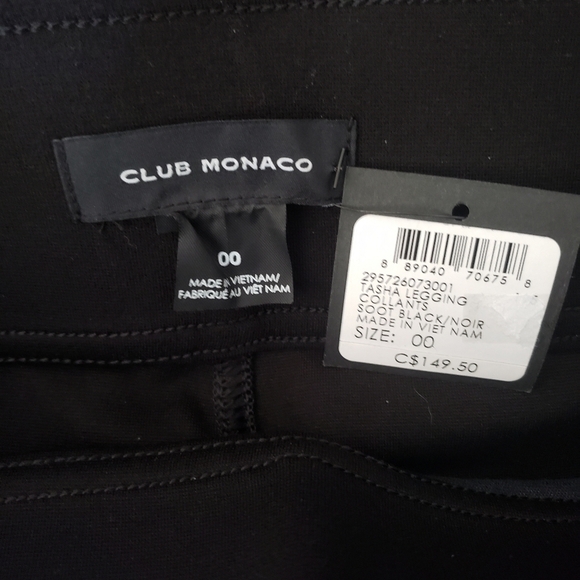 CLUB MONACO
00
MADE IN VIETNAM/
FABRIQUÉ AU VIÊT NAM
8 89040 70675 8
295726073001
TASHA LEGGING
COLLANTS
SOOT BLACK/NOIR
MADE IN VIET NAM
SIZE: 00
C$149.50